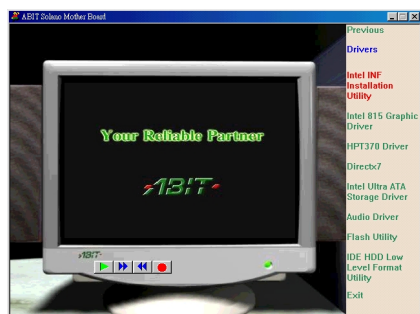 ABIT Solano Mother Board
Previous
Drivers
Intel INF
Installation
Utility
Intel 815 Graphic
Driver
HPT370 Driver
Directx7
Intel Ultra ATA
Storage Driver
Audio Driver
Flash Utility
IDE HDD Low
Level Format
Utility
Exit
Your Reliable Partner
ABIT
ABIT